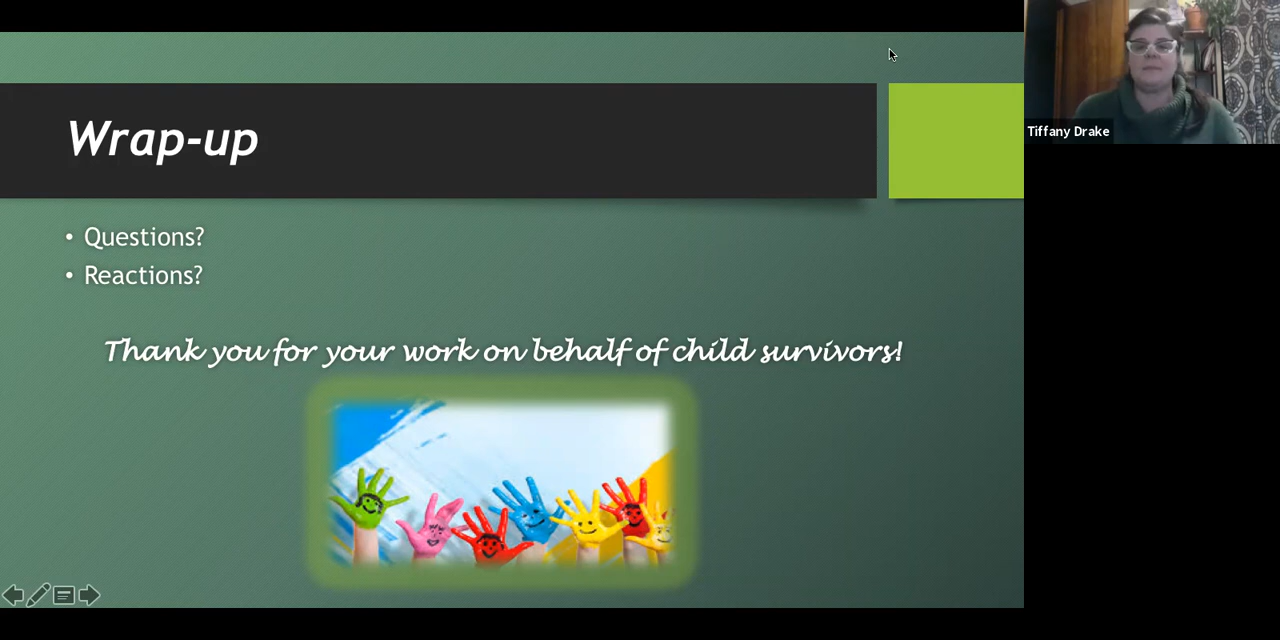 Wrap-up
• Questions?
• Reactions?
Thank you for your work on behalf of child survivors!
Tiffany Drake